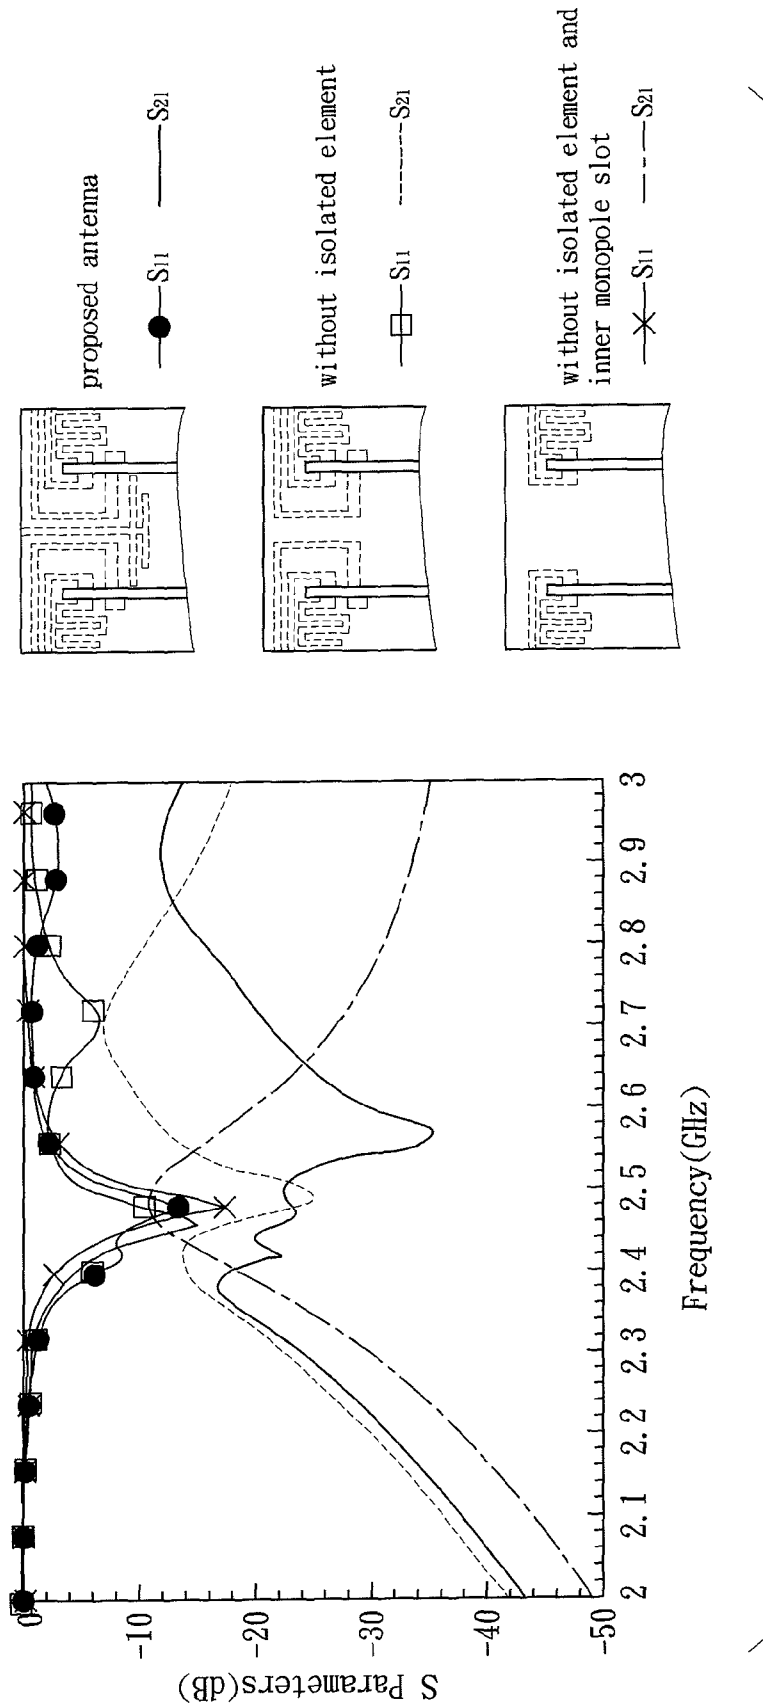 S Parameters(dB)
0
-10
-20
-30
-40
-50
2
2.1
2.2
2.3
2.4
2.5
2.6
2.7
2.8
2.9
3
Frequency(GHz)
proposed antenna
S11
S21
without isolated element
S11
S21
without isolated element and
inner monopole slot
S11
S21